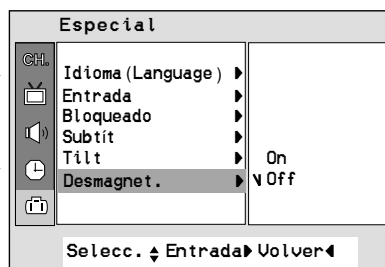 Especial
CH.
Idioma (Language)
Entrada
Bloqueado
Subtít
Tilt
Desmagnet.
On
Off
Selecc. Entrada Volver